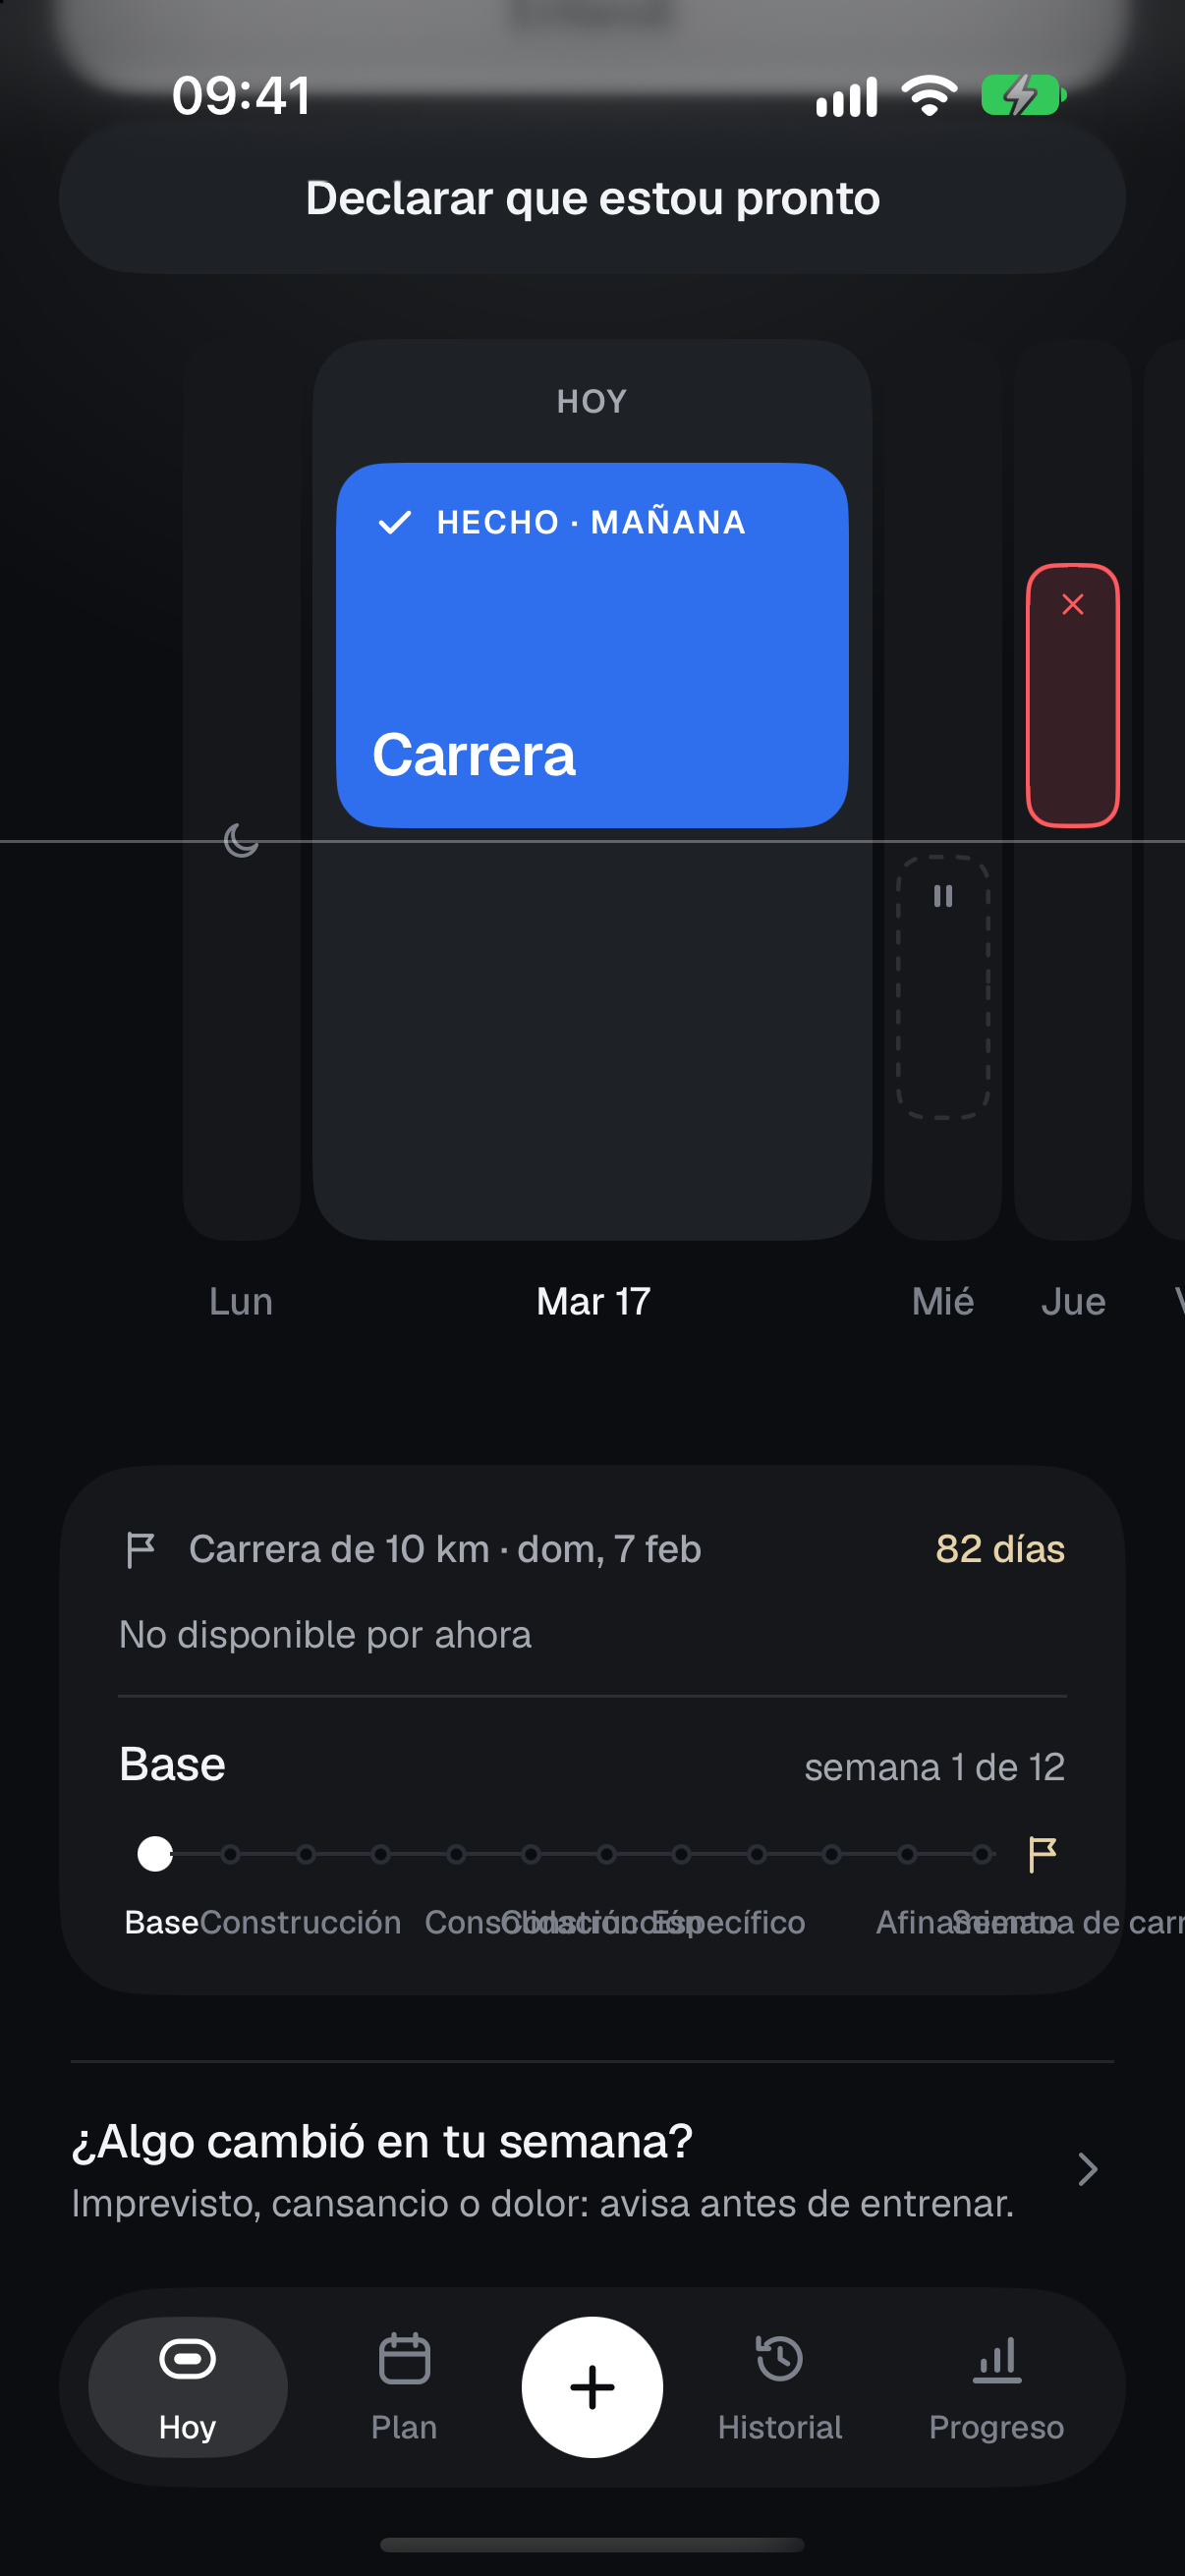 09:41
Declarar que estou pronto
HOY
HECHO · MAÑANA
Carrera
Lun
Mar 17
Mié
Jue
Carrera de 10 km · dom, 7 feb
82 días
No disponible por ahora
Base
semana 1 de 12
Base
Construcción
Específico
Semana de
¿Algo cambió en tu semana?
Imprevisto, cansancio o dolor: avisa antes de entrenar.
Hoy
Plan
Historial
Progreso